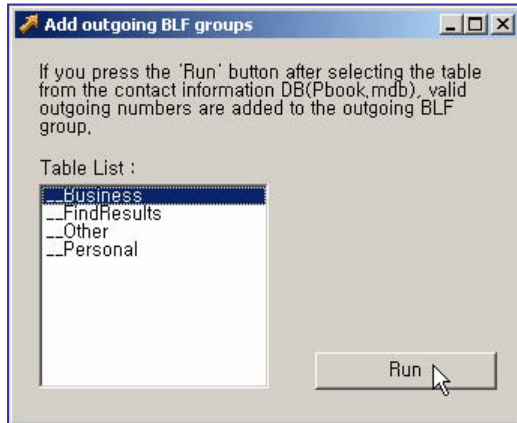 Add outgoing BLF groups
If you press the 'Run' button after selecting the table
from the contact information DB(Pbook,mdb), valid
outgoing numbers are added to the outgoing BLF
group,
Table List :
__Business
__FindResults
__Other
__Personal
Run